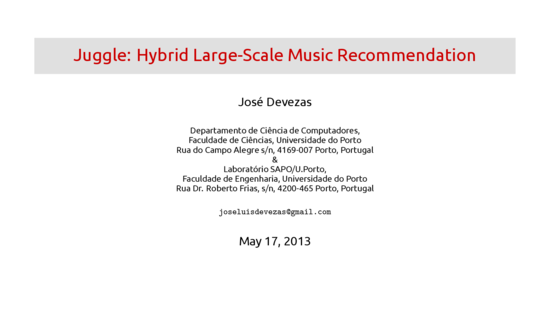 Juggle: Hybrid Large-Scale Music Recommendation
José Devezas
Departamento de Ciência de Computadores,
Faculdade de Ciências, Universidade do Porto
Rua do Campo Alegre s/n, 4169-007 Porto, Portugal
&
Laboratório SAPO/U.Porto,
Faculdade de Engenharia, Universidade do Porto
Rua Dr. Roberto Frias, s/n, 4200-465 Porto, Portugal
joseluisdevezas@gmail.com
May 17, 2013